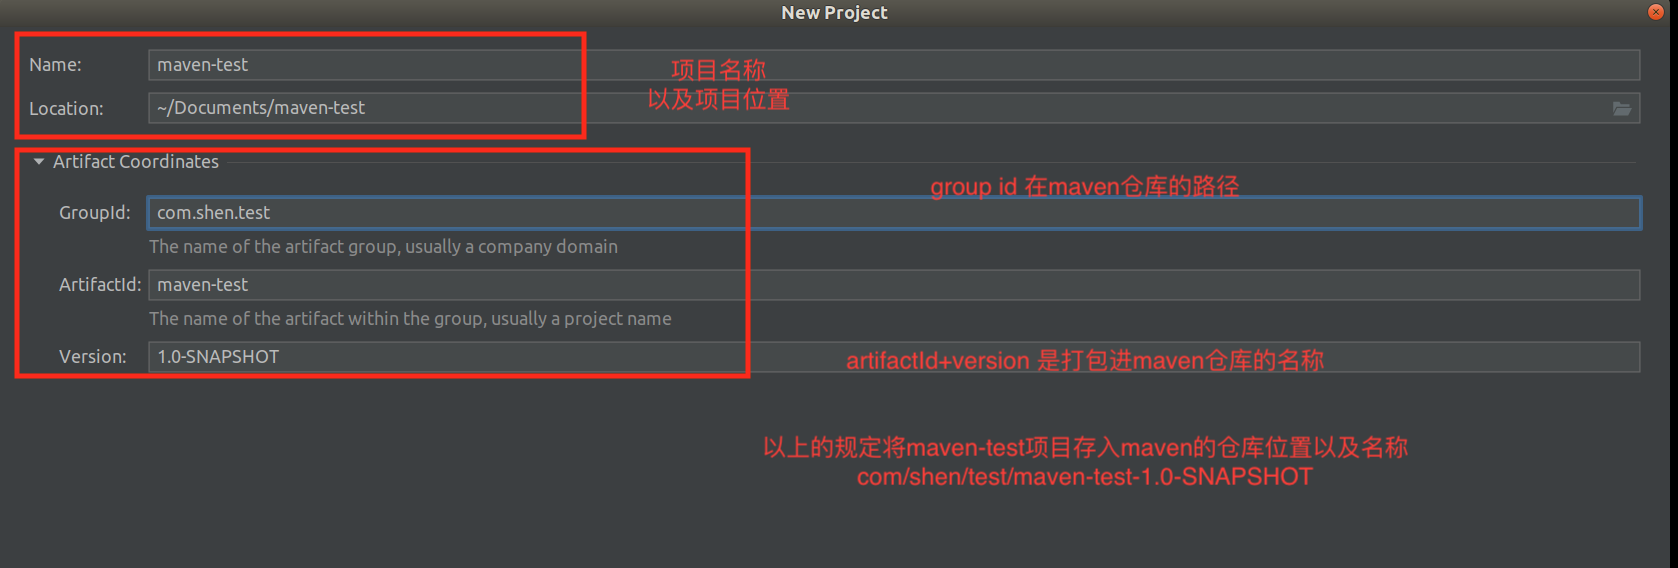 New Project
Name:
maven-test
项目名称
以及项目位置
Location:
~/Documents/maven-test
Artifact Coordinates
group id 在maven仓库的路径
GroupId:
com.shen.test
The name of the artifact group, usually a company domain
ArtifactId:
maven-test
The name of the artifact within the group, usually a project name
Version:
1.0-SNAPSHOT
artifactId+version 是打包进maven仓库的名称
以上的规定将maven-test项目存入maven的仓库位置以及名称
com/shen/test/maven-test-1.0-SNAPSHOT